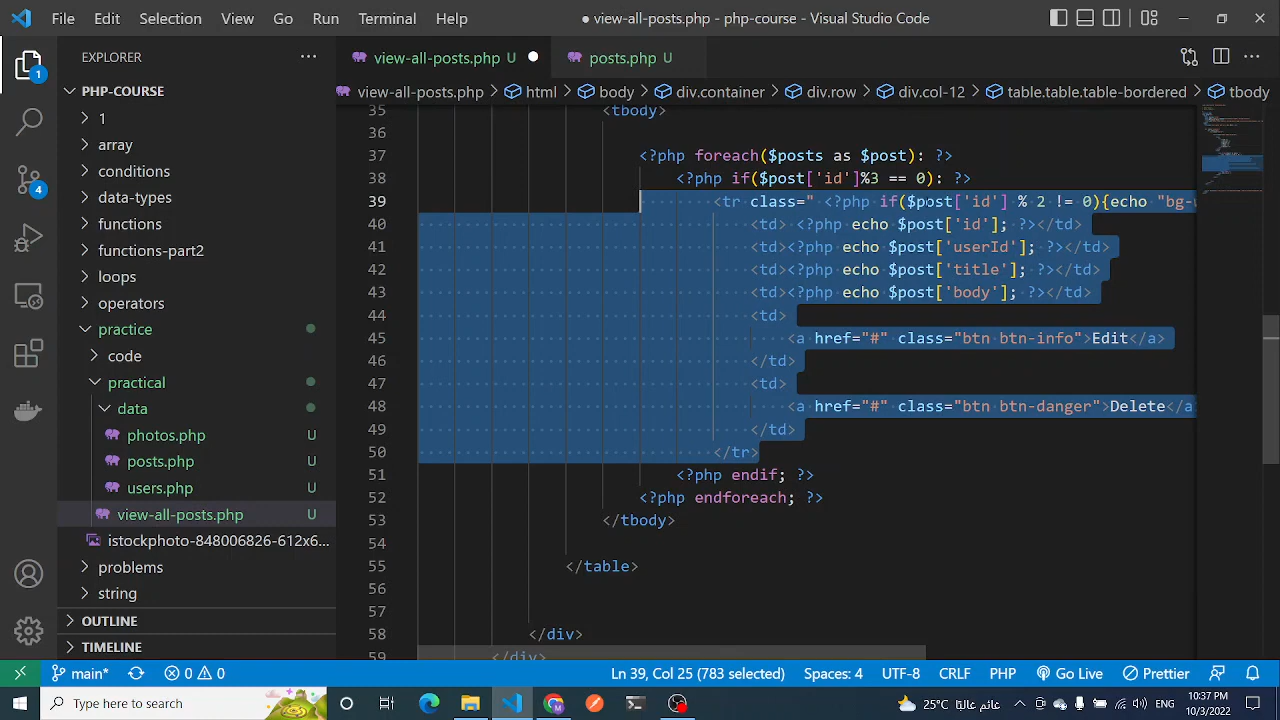 File Edit Selection View Go Run Terminal Help
● view-all-posts.php - php-course - Visual Studio Code
EXPLORER
view-all-posts.php U
posts.php U
view-all-posts.php > html > body > div.container > div.row > div.col-12 > table.table.table-bordered > tbody
PHP-COURSE
1
array
conditions
data-types
functions
functions-part2
loops
operators
practice
code
practical
data
photos.php U
posts.php U
users.php U
view-all-posts.php U
istockphoto-848006826-612x6...
problems
string
OUTLINE
TIMELINE
1
4
35 <tbody>
36
37 <?php foreach($posts as $post): ?>
38 <?php if($post['id']%3 == 0): ?>
39 <tr class=" <?php if($post['id'] % 2 != 0){echo "bg-
40 <td> <?php echo $post['id']; ?></td>
41 <td><?php echo $post['userId']; ?></td>
42 <td><?php echo $post['title']; ?></td>
43 <td><?php echo $post['body']; ?></td>
44 <td>
45 <a href="#" class="btn btn-info">Edit</a>
46 </td>
47 <td>
48 <a href="#" class="btn btn-danger">Delete</a
49 </td>
50 </tr>
51 <?php endif; ?>
52 <?php endforeach; ?>
53 </tbody>
54
55 </table>
56
57
58 </div>
59 </div>
main* 0 0 Ln 39, Col 25 (783 selected) Spaces: 4 UTF-8 CRLF PHP Go Live Prettier
Type here to search
25°C
10:37 PM
10/3/2022